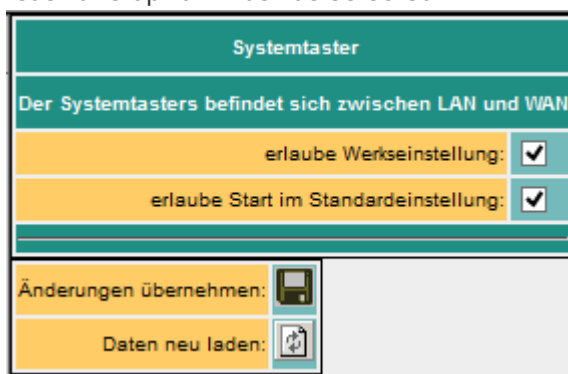 Systemtaster
Der Systemtasters befindet sich zwischen LAN und WAN
erlaube Werkseinstellung:
erlaube Start im Standardeinstellung:
Änderungen übernehmen:
Daten neu laden: